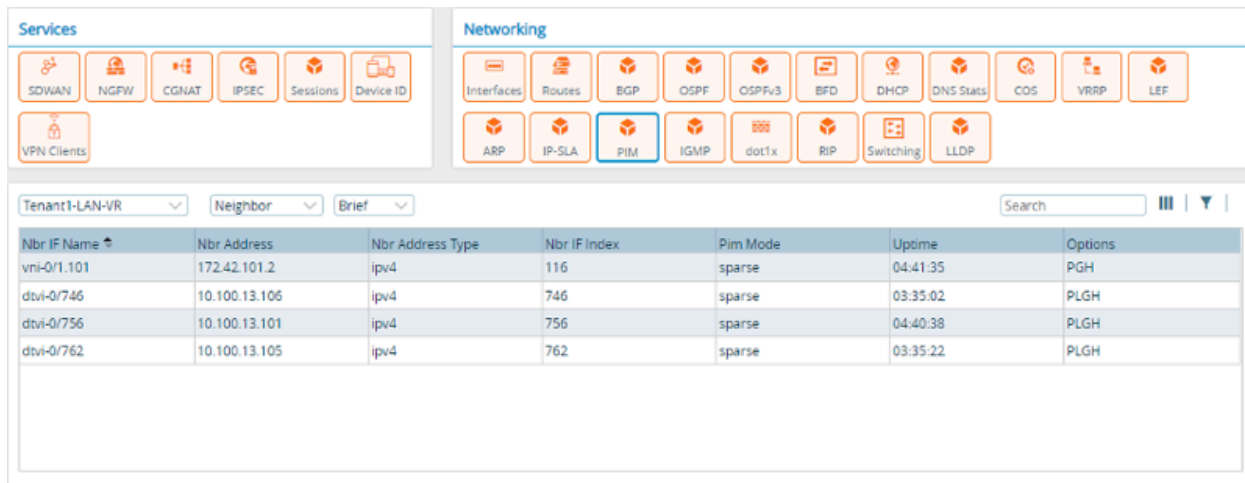 Services
SDWAN NGFW CGNAT IPSEC Sessions Device ID
VPN Clients
Networking
Interfaces Routes BGP OSPF OSPFv3 BFD DHCP DNS Stats COS VRRP LEF
ARP IP-SLA PIM IGMP dot1x RIP Switching LLDP
Tenant1-LAN-VR Neighbor Brief Search
Nbr IF Name Nbr Address Nbr Address Type Nbr IF Index Pim Mode Uptime Options
vni-0/1.101 172.42.101.2 ipv4 116 sparse 04:41:35 PGH
dtvi-0/746 10.100.13.106 ipv4 746 sparse 03:35:02 PLGH
dtvi-0/756 10.100.13.101 ipv4 756 sparse 04:40:38 PLGH
dtvi-0/762 10.100.13.105 ipv4 762 sparse 03:35:22 PLGH